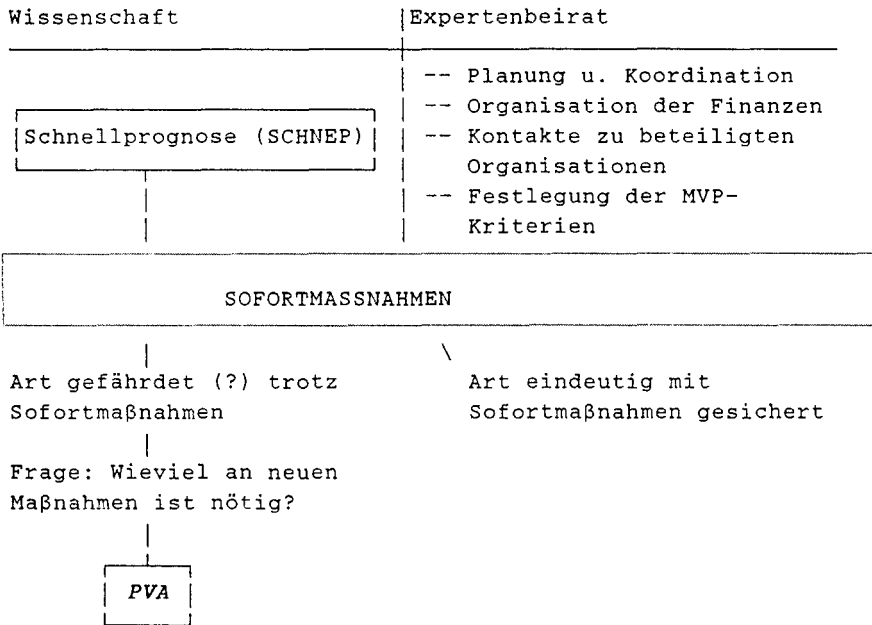 Wissenschaft
Expertenbeirat
Schnellprognose (SCHNEP)
-- Planung u. Koordination
-- Organisation der Finanzen
-- Kontakte zu beteiligten
Organisationen
-- Festlegung der MVP-
Kriterien
SOFORTMASSNAHMEN
Art gefährdet (?) trotz
Sofortmaßnahmen
Art eindeutig mit
Sofortmaßnahmen gesichert
Frage: Wieviel an neuen
Maßnahmen ist nötig?
PVA